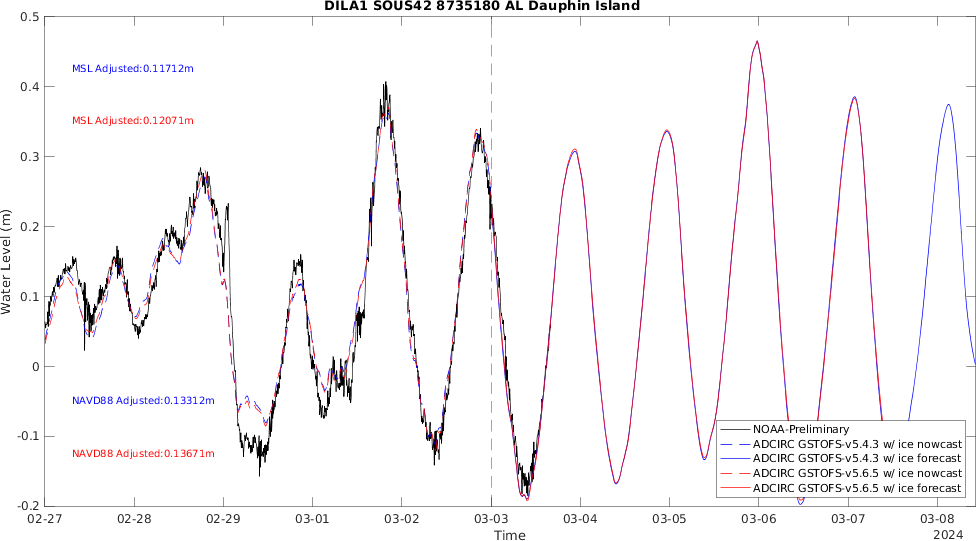 DILA1 SOUS42 8735180 AL Dauphin Island
0.5
MSL Adjusted:0.11712m
0.4
MSL Adjusted:0.12071m
0.3
0.2
Water Level (m)
0.1
0
NAVD88 Adjusted:0.13312m
-0.1
NAVD88 Adjusted:0.13671m
-0.2
NOAA-Preliminary
ADCIRC GSTOFS-v5.4.3 w/ ice nowcast
ADCIRC GSTOFS-v5.4.3 w/ ice forecast
ADCIRC GSTOFS-v5.6.5 w/ ice nowcast
ADCIRC GSTOFS-v5.6.5 w/ ice forecast
02-27 02-28 02-29 03-01 03-02 03-03 03-04 03-05 03-06 03-07 03-08
Time
2024